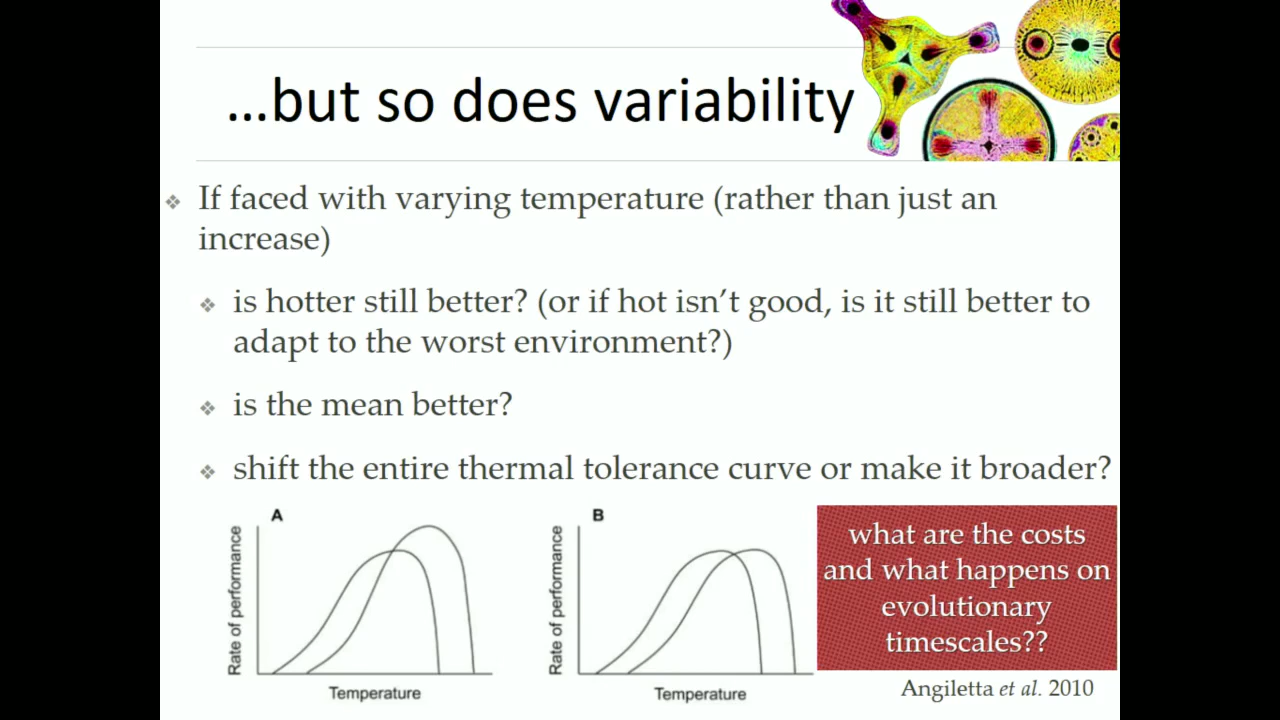 ...but so does variability
❖ If faced with varying temperature (rather than just an
increase)
❖ is hotter still better? (or if hot isn't good, is it still better to
adapt to the worst environment?)
❖ is the mean better?
❖ shift the entire thermal tolerance curve or make it broader?
A
Rate of performance
Temperature
B
Rate of performance
Temperature
what are the costs
and what happens on
evolutionary
timescales??
Angiletta et al. 2010